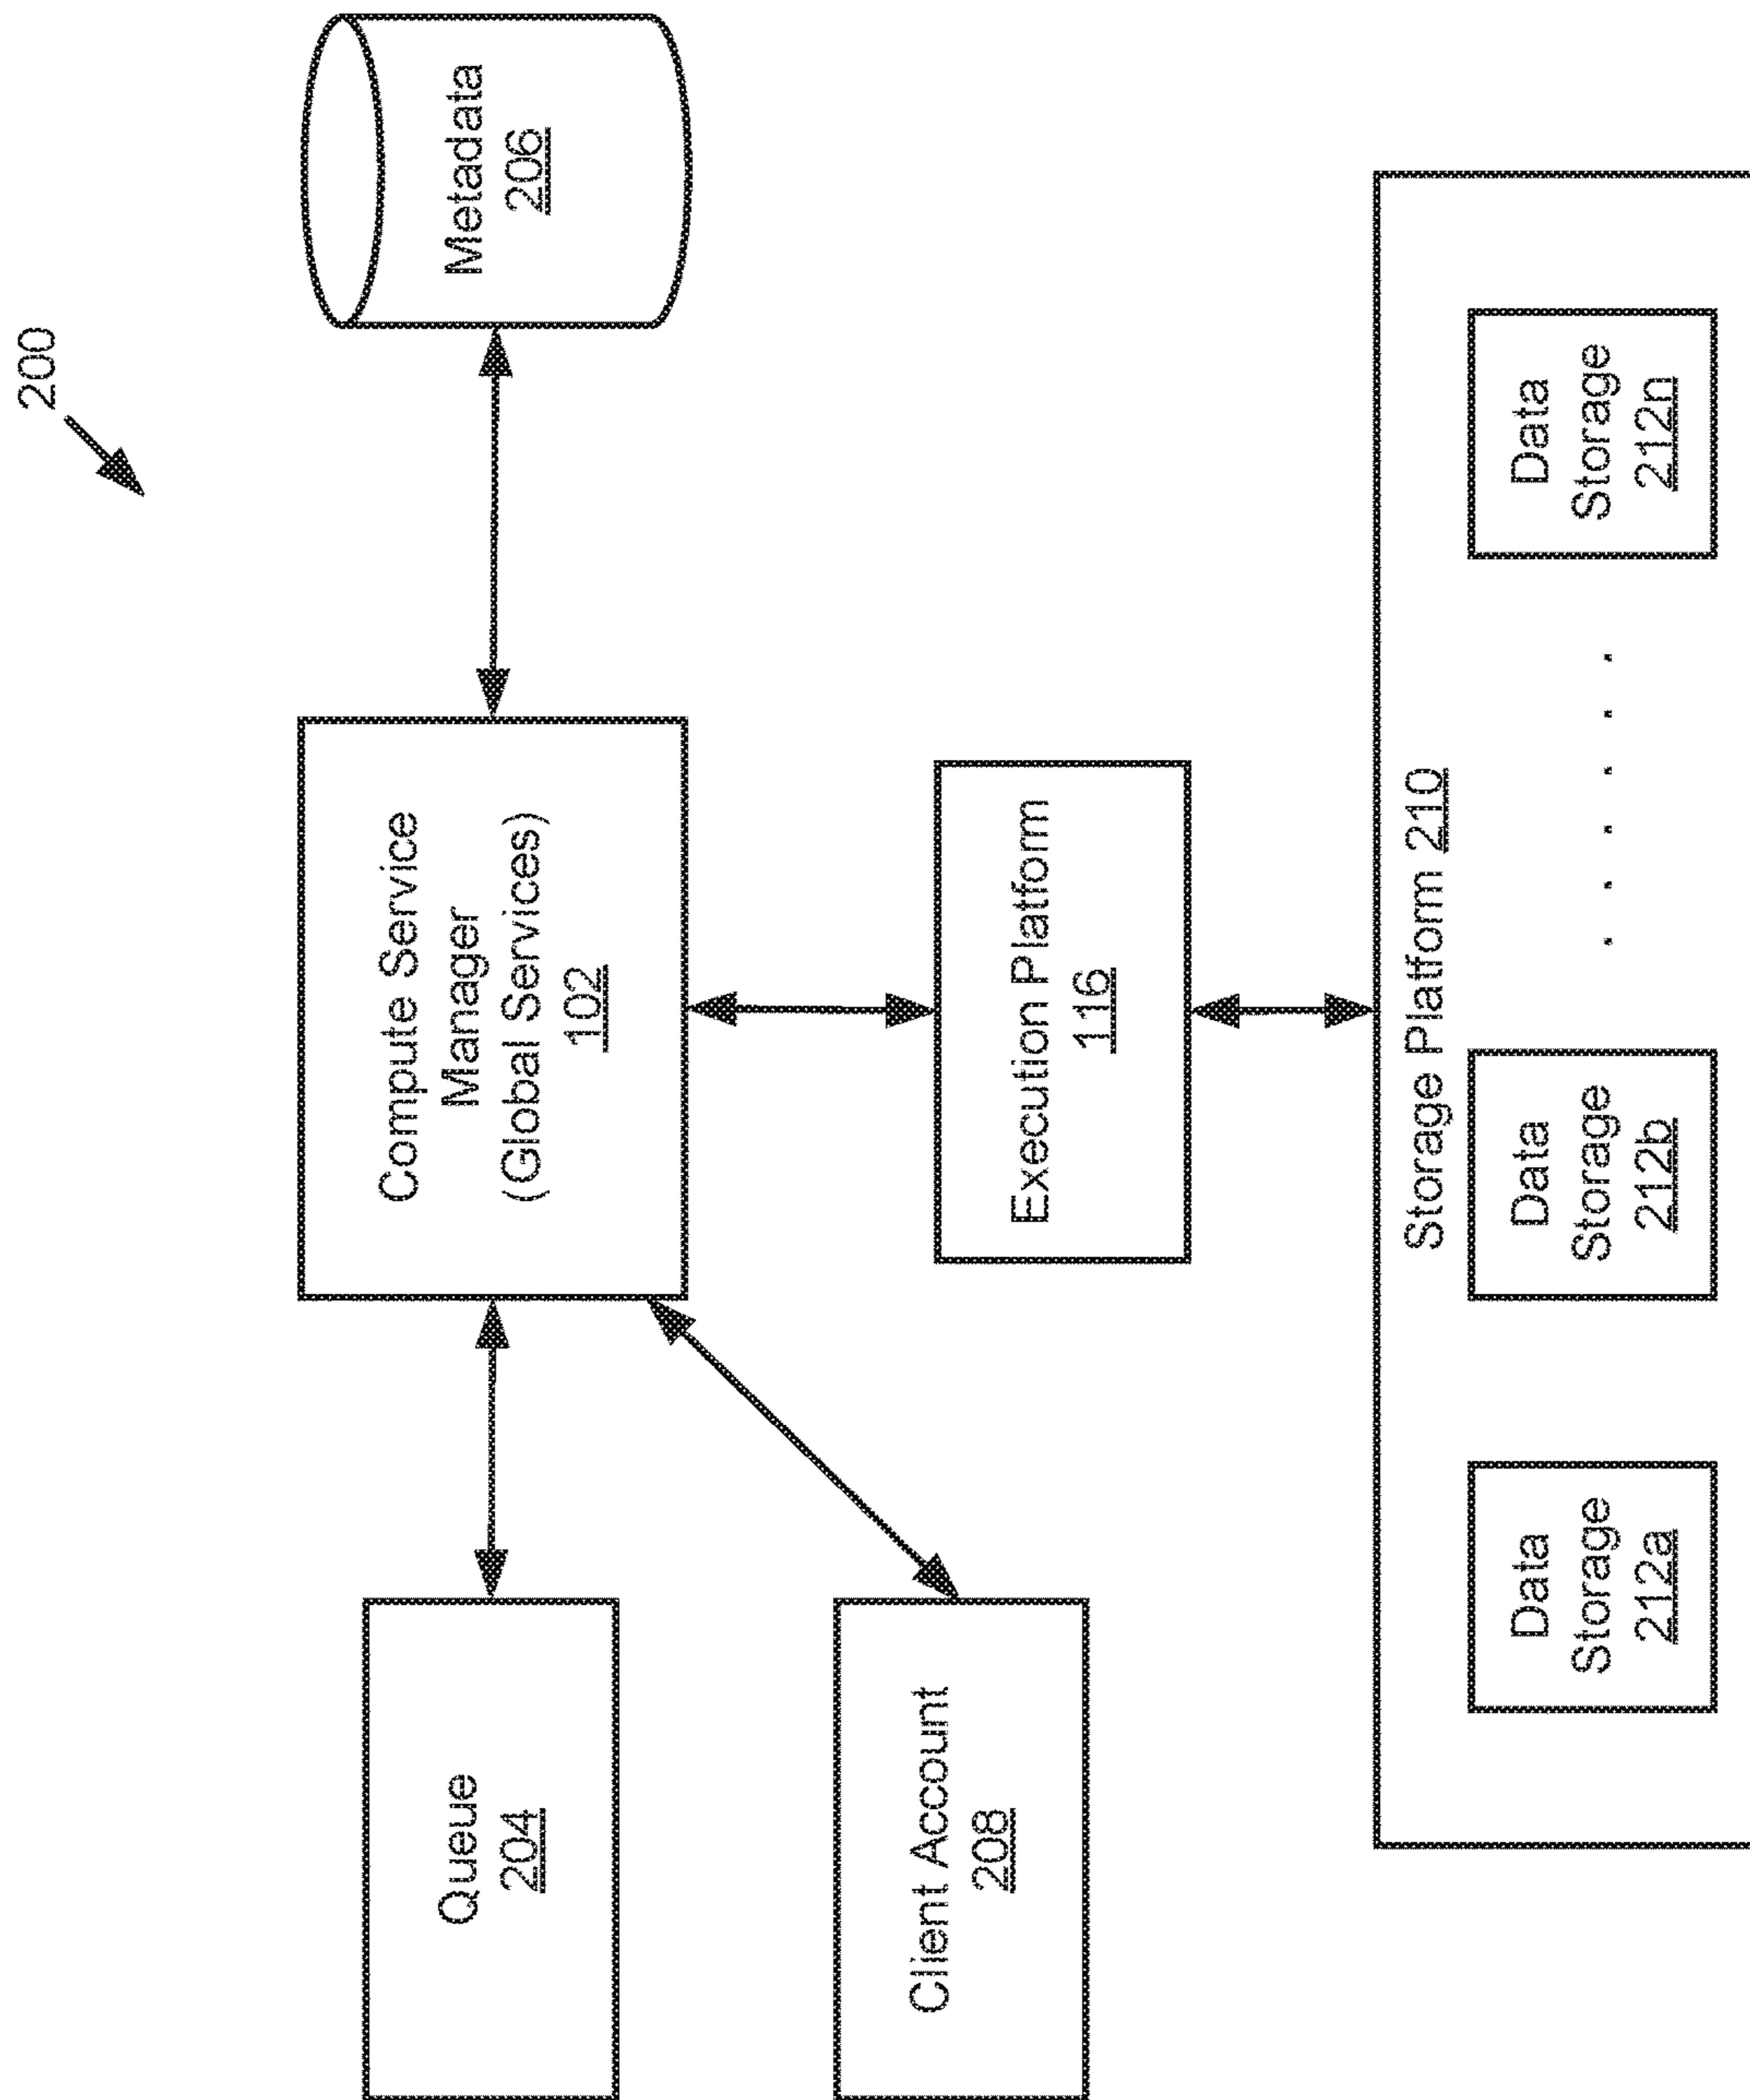 200
Queue
204
Compute Service
Manager
(Global Services)
102
Metadata
206
Client Account
208
Execution Platform
116
Storage Platform 210
Data
Storage
212a
Data
Storage
212b
Data
Storage
212n